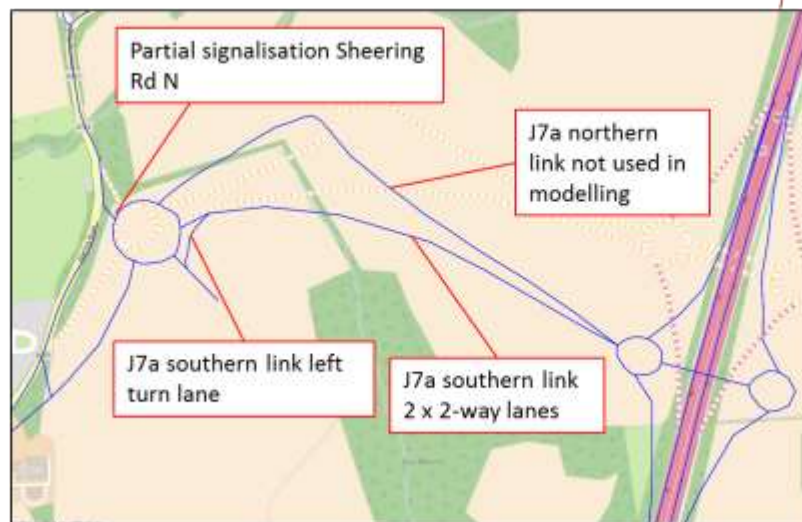 Partial signalisation Sheering
Rd N
J7a northern
link not used in
modelling
J7a southern link left
turn lane
J7a southern link
2 x 2-way lanes